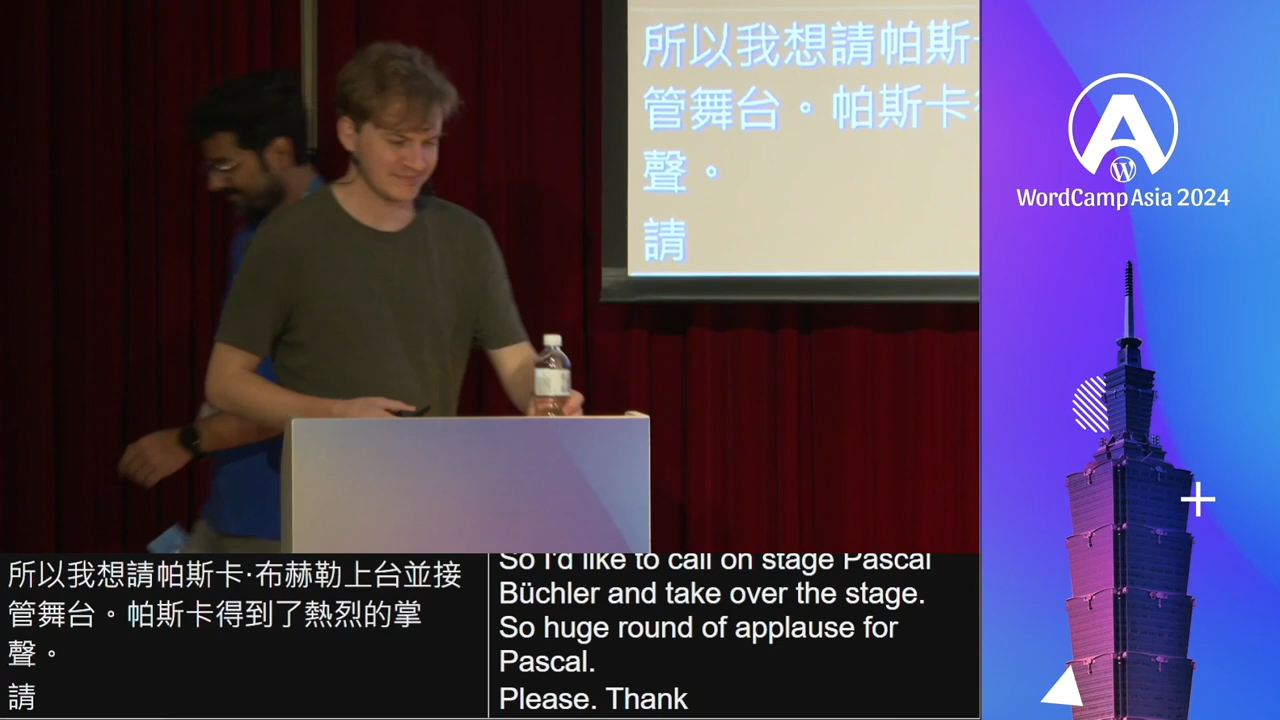 所以我想請帕斯
管舞台。帕斯卡
聲。
請
WordCamp Asia 2024
所以我想請帕斯卡·布赫勒上台並接
管舞台。帕斯卡得到了熱烈的掌
聲。
請
So I'd like to call on stage Pascal
Büchler and take over the stage.
So huge round of applause for
Pascal.
Please. Thank